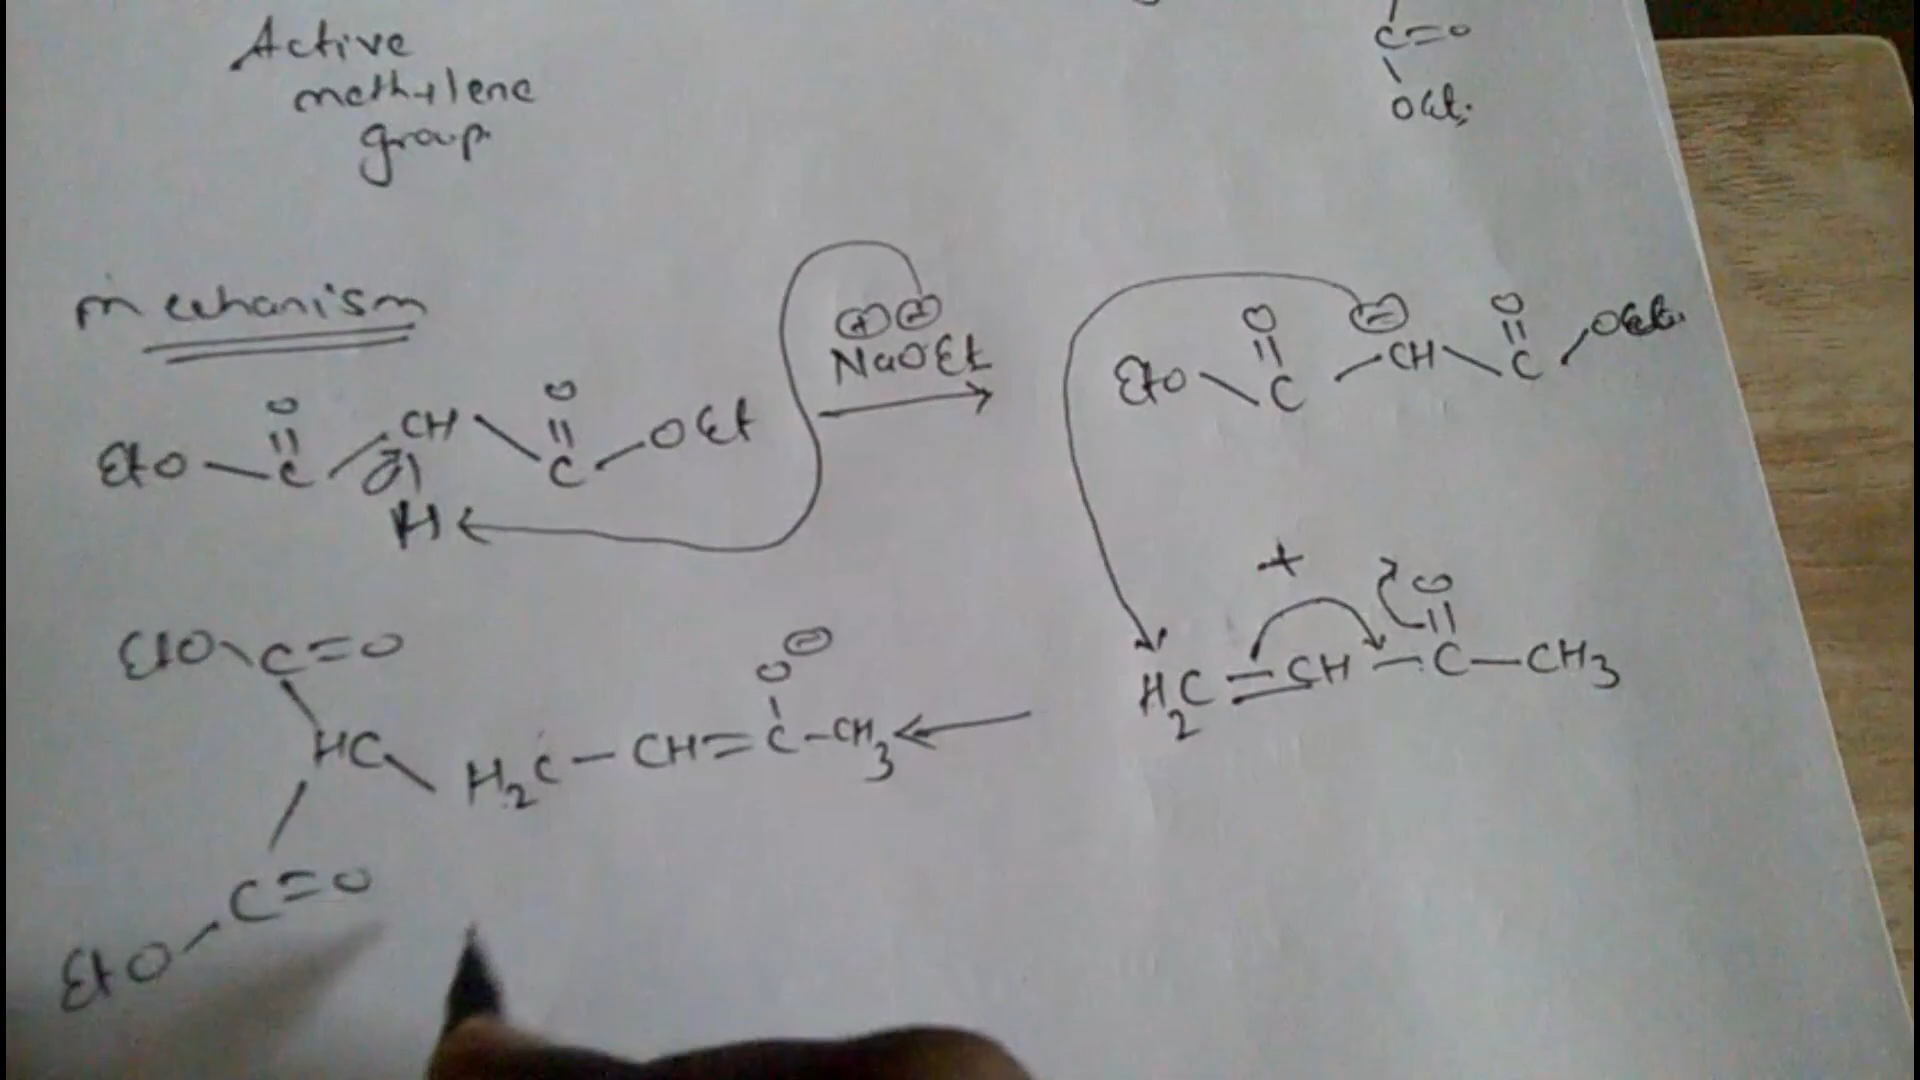 Active
methylene
group
C=O
OEt
mechanism
⊕ ⊖
NaOEt
O O
EtO C CH C OEt
H
O ⊖ O
EtO C CH C OEt
+
O
H2C=CH-C-CH3
O⊖
H2C-CH=C-CH3
EtO C=O
HC
C=O
EtO